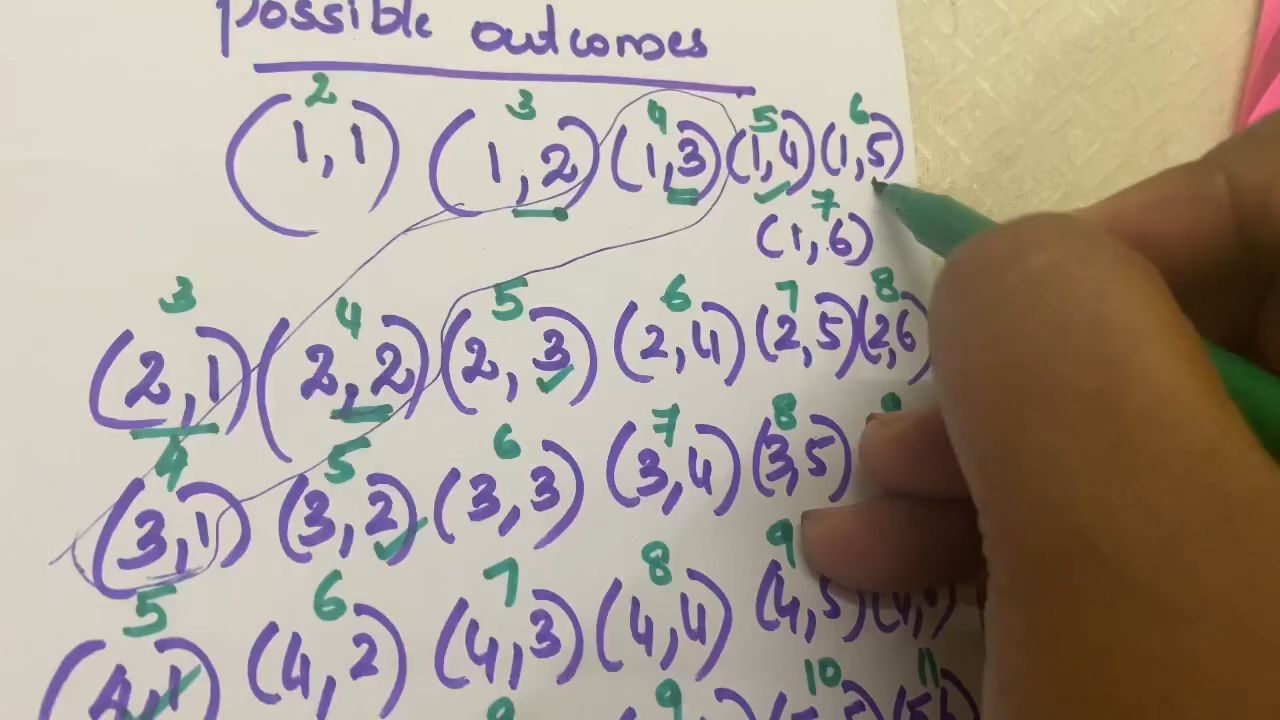 possible outcomes
2 3 4 5 6
(1,1) (1,2) (1,3) (1,4) (1,5)
7
(1,6)
3 4 5 6 7 8
(2,1) (2,2) (2,3) (2,4) (2,5) (2,6
4 5 6 7 8
(3,1) (3,2) (3,3) (3,4) (3,5)
5 6 7 8 9
(4,1) (4,2) (4,3) (4,4) (4,5)
9 10 11